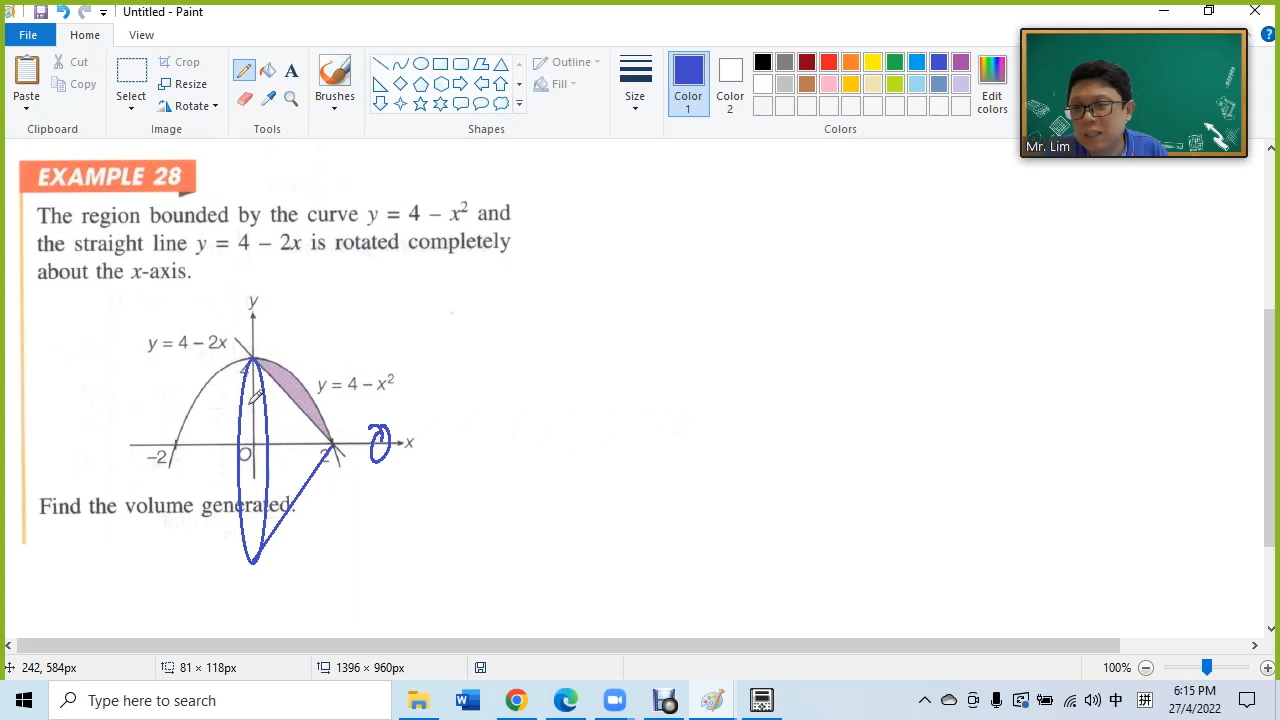 Untitled - Paint
File
Home
View
Paste
Cut
Copy
Clipboard
Select
Crop
Resize
Rotate
Image
A
Tools
Brushes
Outline
Fill
Shapes
Size
Color 1
Color 2
Edit colors
Colors
Mr. Lim
EXAMPLE 28
The region bounded by the curve y = 4 – x² and
the straight line y = 4 – 2x is rotated completely
about the x-axis.
y
y = 4 – 2x
4
y = 4 – x²
–2
O
2
x
Find the volume generated.
242, 584px
81 × 118px
1396 × 960px
100%
Type here to search
中
拼
6:15 PM
27/4/2022